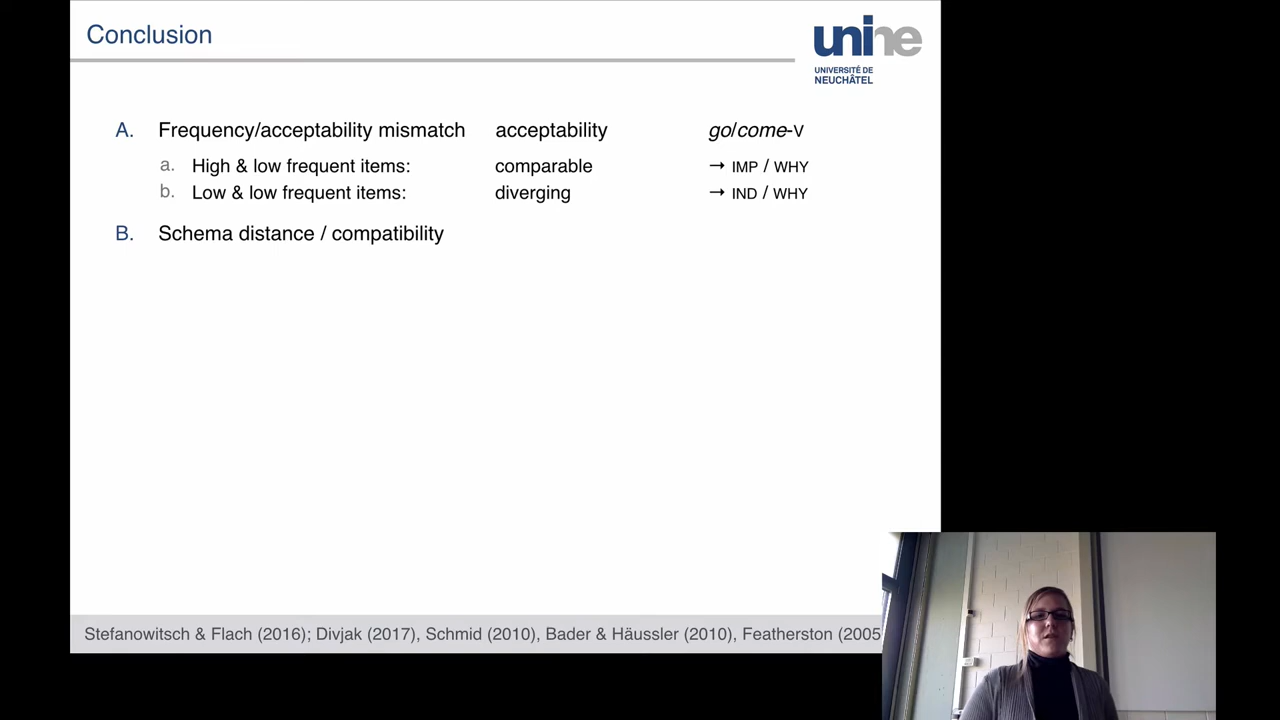 Conclusion
unine
UNIVERSITÉ DE
NEUCHÂTEL
A. Frequency/acceptability mismatch acceptability go/come-V
a. High & low frequent items: comparable → IMP / WHY
b. Low & low frequent items: diverging → IND / WHY
B. Schema distance / compatibility
Stefanowitsch & Flach (2016); Divjak (2017), Schmid (2010), Bader & Häussler (2010), Featherston (2005